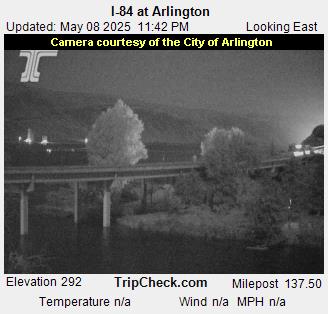 I-84 at Arlington
Updated: May 08 2025 11:42 PM Looking East
Camera courtesy of the City of Arlington
Elevation 292 TripCheck.com Milepost 137.50
Temperature n/a Wind n/a MPH n/a